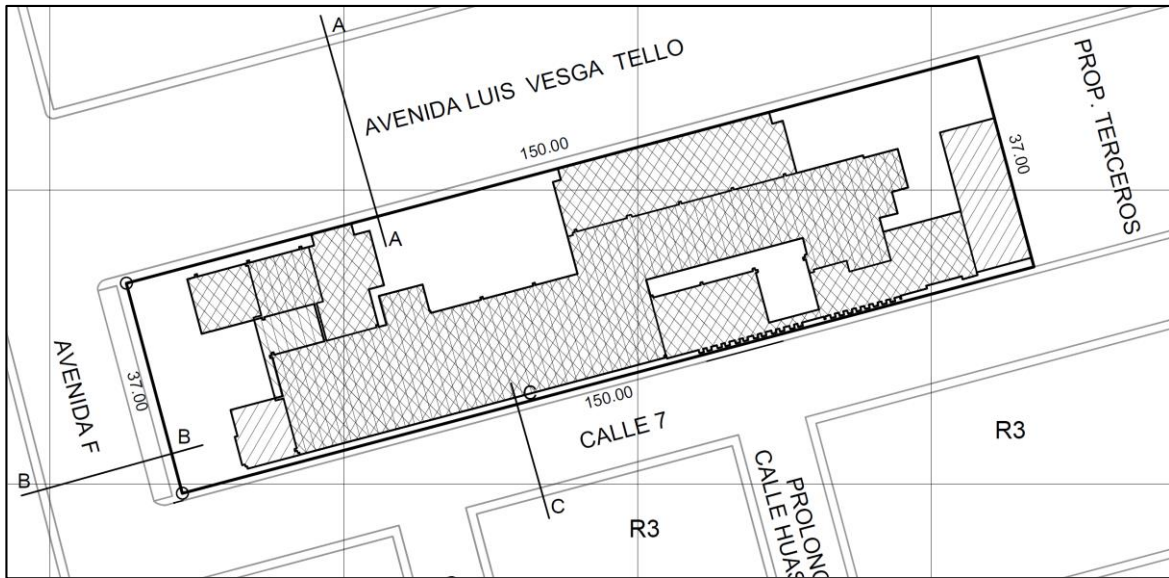 A
AVENIDA LUIS VESGA TELLO
PROP. TERCEROS
150.00
37.00
A
AVENIDA F
37.00
B
B
C
150.00
CALLE 7
R3
C
R3
PROLONG
CALLE HUAS